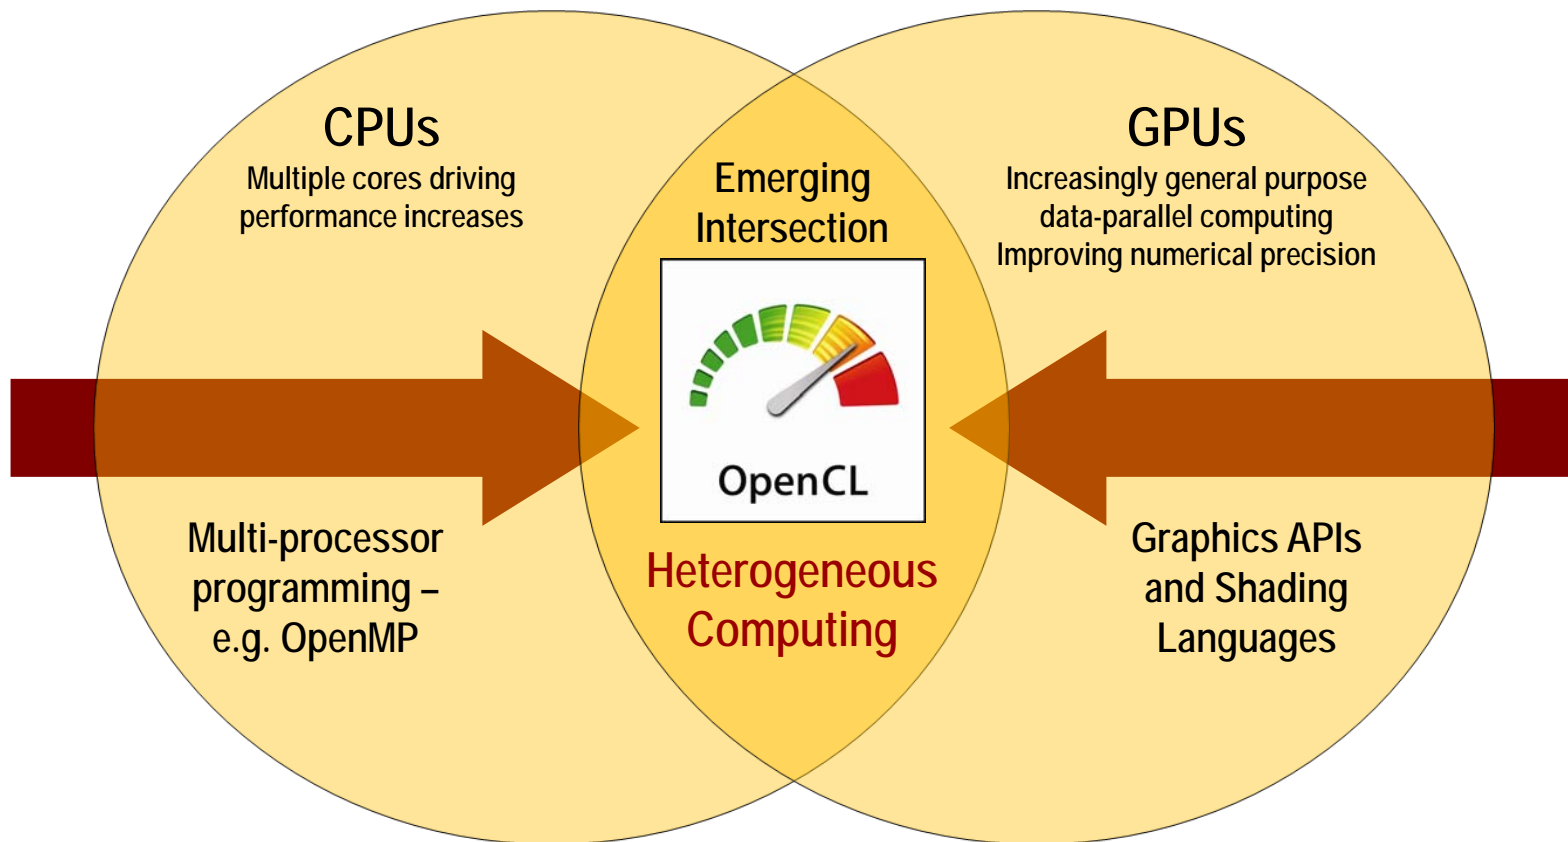 CPUs
Multiple cores driving
performance increases
Multi-processor
programming –
e.g. OpenMP
Emerging
Intersection
OpenCL
Heterogeneous
Computing
GPUs
Increasingly general purpose
data-parallel computing
Improving numerical precision
Graphics APIs
and Shading
Languages